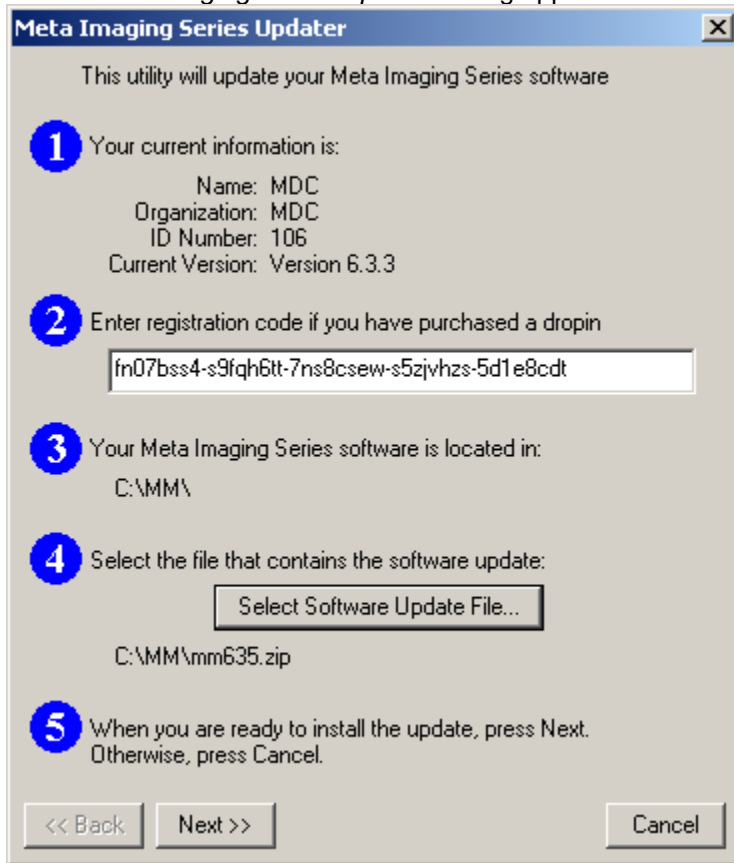 Meta Imaging Series Updater
This utility will update your Meta Imaging Series software
1 Your current information is:
Name: MDC
Organization: MDC
ID Number: 106
Current Version: Version 6.3.3
2 Enter registration code if you have purchased a dropin
fn07bss4-s9fqh6tt-7ns8csew-s5zjvhzs-5d1e8cdt
3 Your Meta Imaging Series software is located in:
C:\MM\
4 Select the file that contains the software update:
Select Software Update File...
C:\MM\mm635.zip
5 When you are ready to install the update, press Next.
Otherwise, press Cancel.
<< Back Next >> Cancel